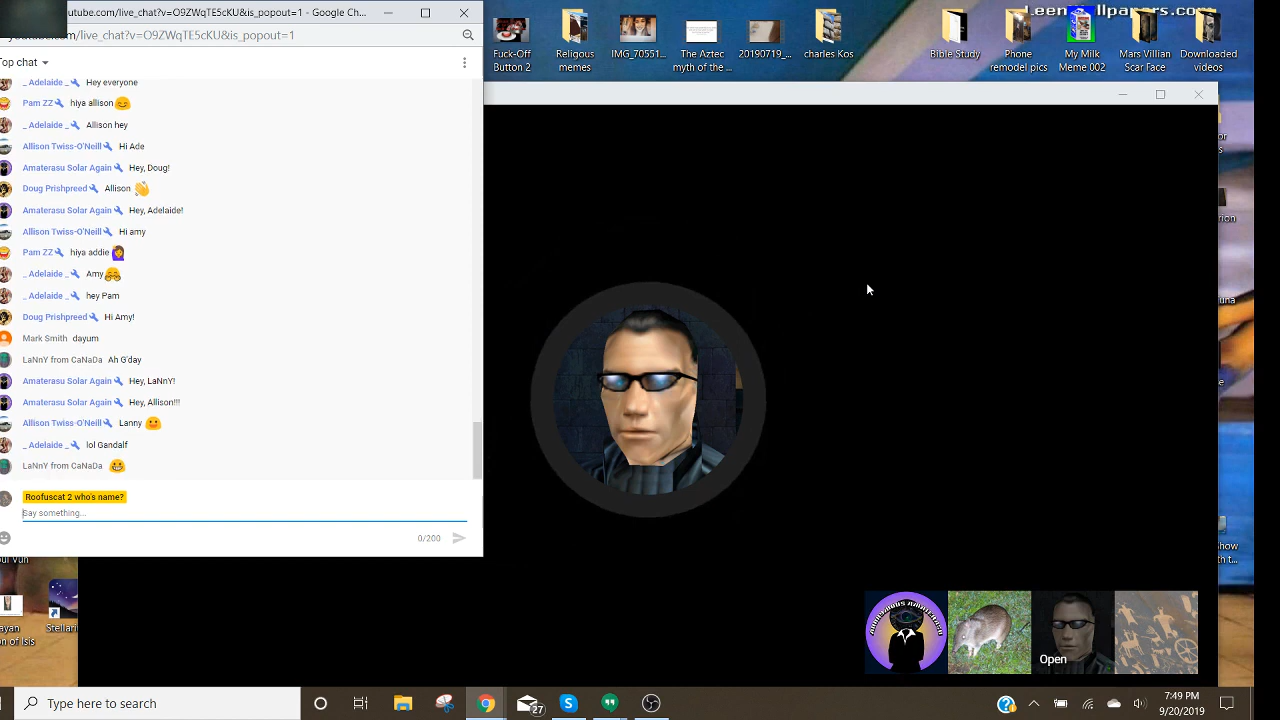 utube.com/live_chat?v=O9ZWqTE5cKU&is_popout=1 - Google Ch...
youtube.com/live_chat?v=O9ZWqTE5cKU&is_popout=1
Top chat
_ Adelaide _ Hey everyone
Pam ZZ hiya allison
_ Adelaide _ Allison hey
Allison Twiss-O'Neill Hi Ade
Amaterasu Solar Again Hey, Doug!
Doug Prishpreed Allison
Amaterasu Solar Again Hey, Adelaide!
Allison Twiss-O'Neill Hi amy
Pam ZZ hiya addie
_ Adelaide _ Amy
_ Adelaide _ hey Pam
Doug Prishpreed Hi Amy!
Mark Smith dayum
LaNnY from CaNaDa Ah G'day
Amaterasu Solar Again Hey, LaNnY!
Amaterasu Solar Again Hey, Allison!!!
Allison Twiss-O'Neill Lanny
_ Adelaide _ lol Gandalf
LaNnY from CaNaDa
Roofuscat 2 who's name?
Say something...
0/200
Fuck-Off
Button 2
Religous
memes
IMG_70551...
The Aztec
myth of the ...
20190719_...
charles Kos
Bible Study
Phone
remodel pics
My Milk
Meme 002
Mars Villian
Scar Face
Downloaded
videos
Stellari
ayan
on of Isis
Open
Type here to search
27
7:49 PM
9/20/2019